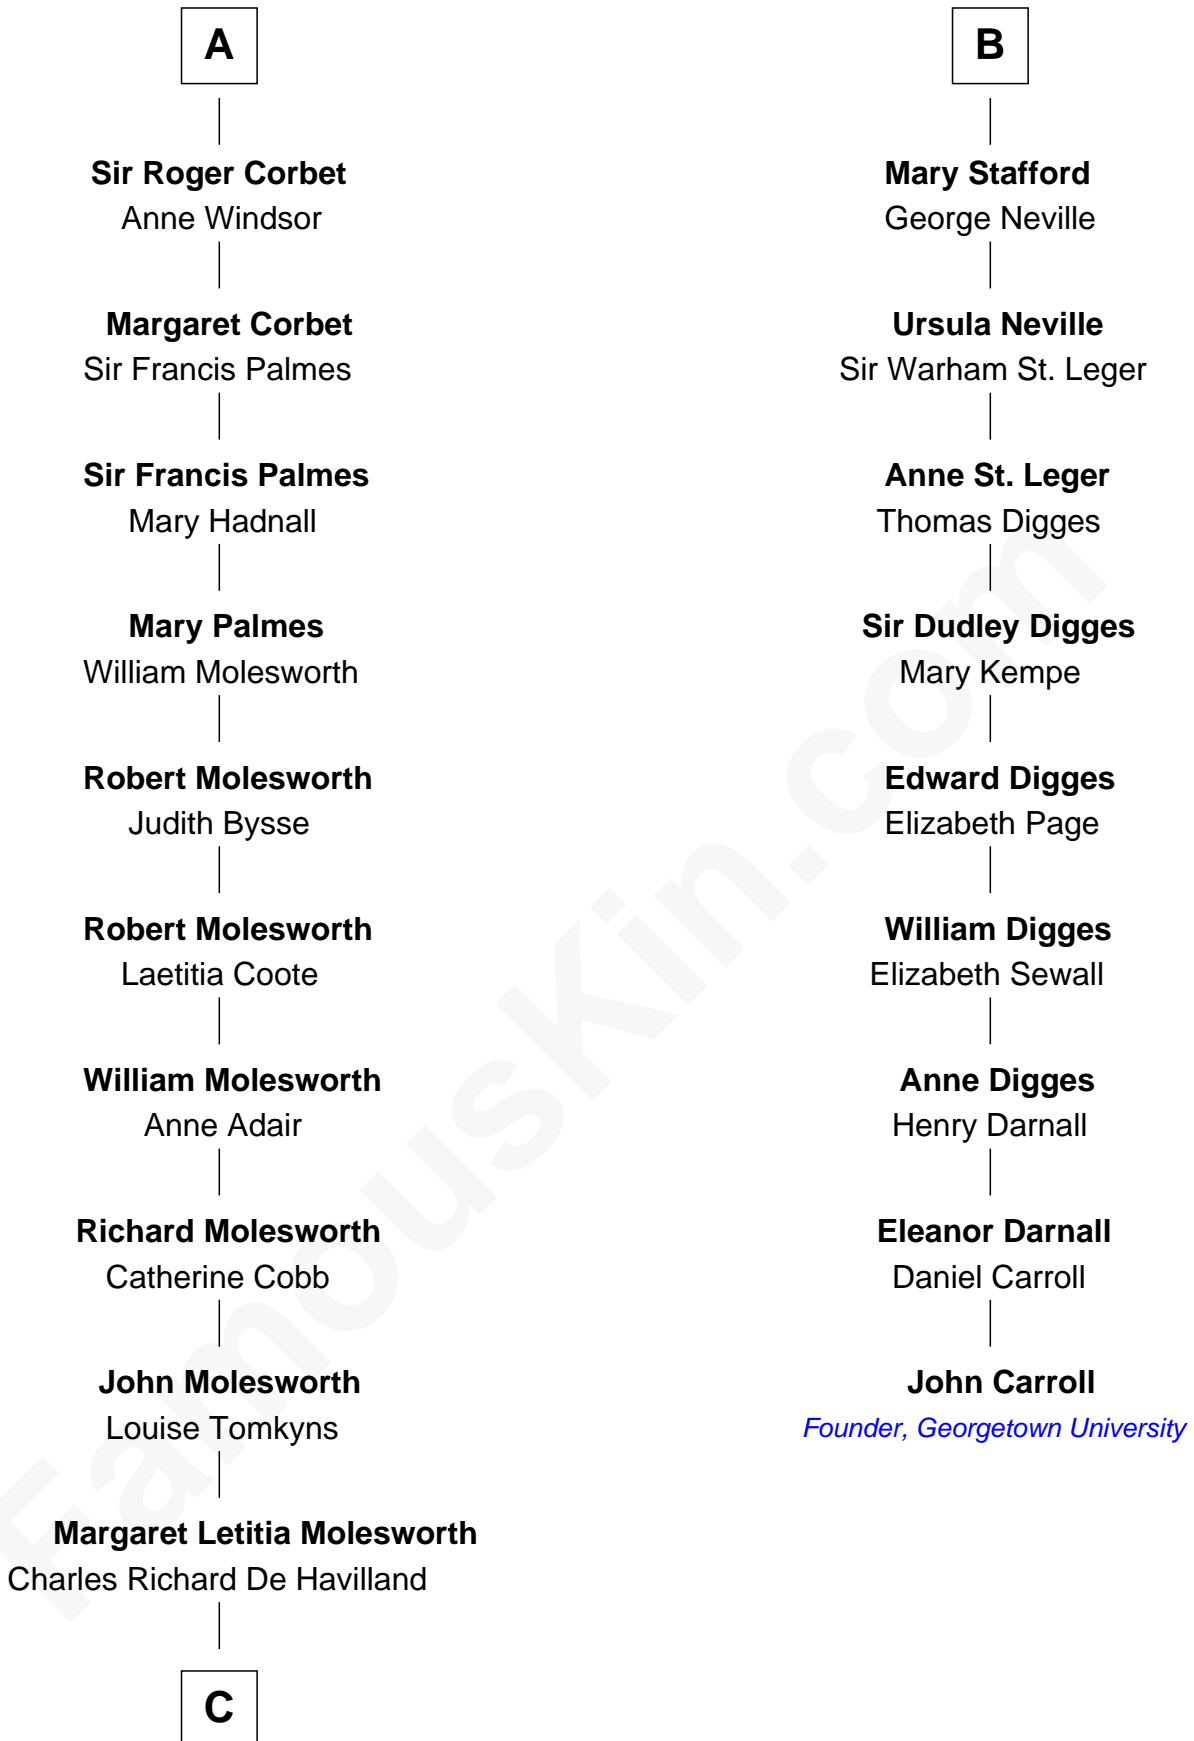 A
Sir Roger Corbet
Anne Windsor
Margaret Corbet
Sir Francis Palmes
Sir Francis Palmes
Mary Hadnall
Mary Palmes
William Molesworth
Robert Molesworth
Judith Bysse
Robert Molesworth
Laetitia Coote
William Molesworth
Anne Adair
Richard Molesworth
Catherine Cobb
John Molesworth
Louise Tomkyns
Margaret Letitia Molesworth
Charles Richard De Havilland
C
B
Mary Stafford
George Neville
Ursula Neville
Sir Warham St. Leger
Anne St. Leger
Thomas Digges
Sir Dudley Digges
Mary Kempe
Edward Digges
Elizabeth Page
William Digges
Elizabeth Sewall
Anne Digges
Henry Darnall
Eleanor Darnall
Daniel Carroll
John Carroll
Founder, Georgetown University
FamousKin.com